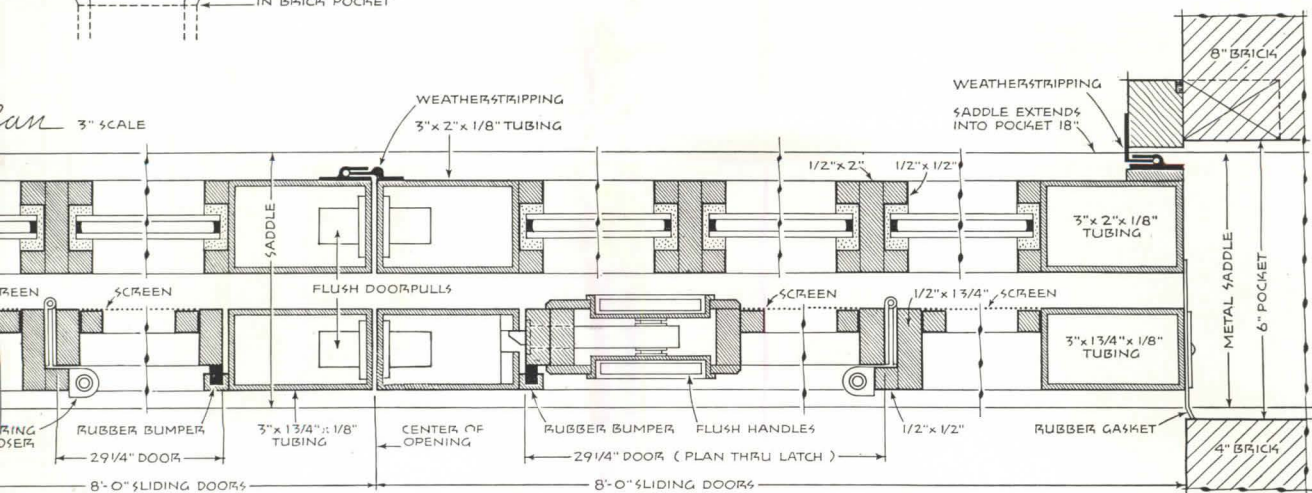 IN BRICK POCKET
3" SCALE
WEATHERSTRIPPING
3"x 2"x 1/8" TUBING
WEATHERSTRIPPING
SADDLE EXTENDS
INTO POCKET 18"
8" BRICK
1/2"x 2"
1/2"x 1/2"
SADDLE
3"x 2"x 1/8"
TUBING
METAL SADDLE
6" POCKET
SCREEN
FLUSH DOORPULLS
SCREEN
1/2"x 1 3/4"
SCREEN
3"x 1 3/4"x 1/8"
TUBING
RUBBER BUMPER
3"x 1 3/4"x 1/8"
TUBING
CENTER OF
OPENING
RUBBER BUMPER
FLUSH HANDLES
1/2"x 1/2"
RUBBER GASKET
4" BRICK
29 1/4" DOOR
29 1/4" DOOR ( PLAN THRU LATCH )
8'-0" SLIDING DOORS
8'-0" SLIDING DOORS